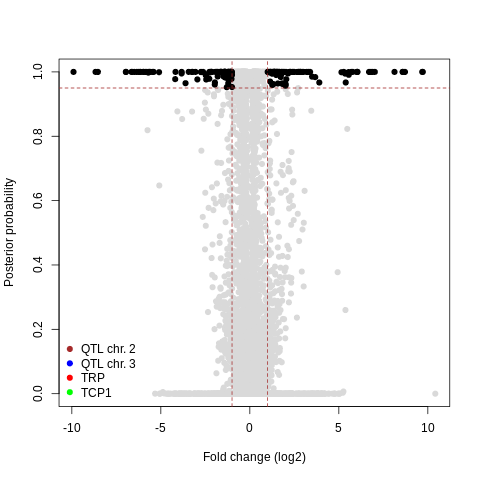 Posterior probability
1.0
0.8
0.6
0.4
0.2
0.0
QTL chr. 2
QTL chr. 3
TRP
TCP1
-10 -5 0 5 10
Fold change (log2)